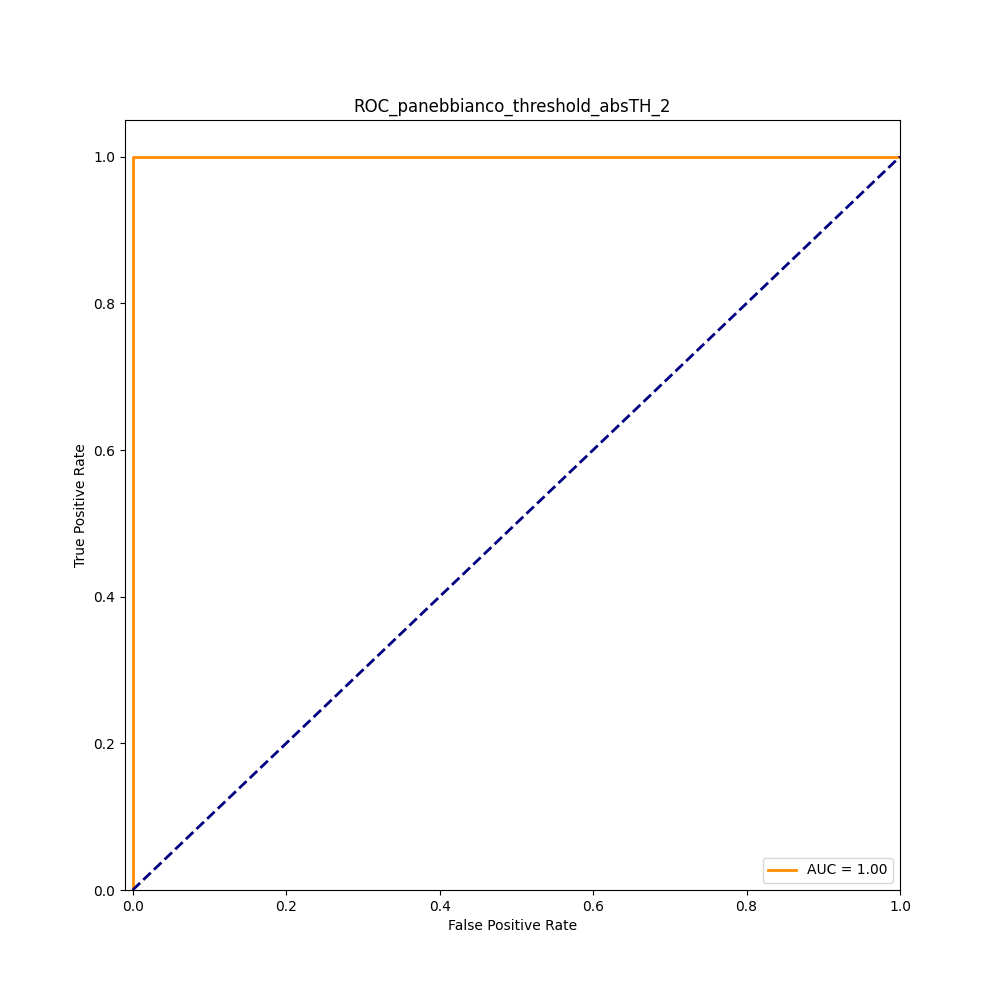 ROC_panebbianco_threshold_absTH_2
True Positive Rate
1.0
0.8
0.6
0.4
0.2
0.0
AUC = 1.00
0.0 0.2 0.4 0.6 0.8 1.0
False Positive Rate